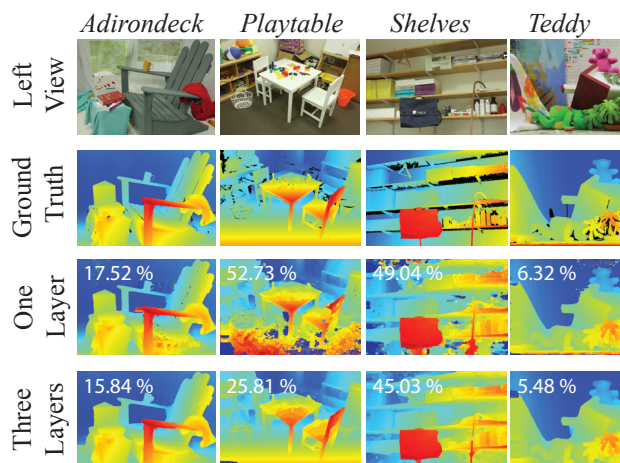 Adirondeck Playtable Shelves Teddy
Left
View
Ground
Truth
One
Layer
17.52 % 52.73 % 49.04 % 6.32 %
Three
Layers
15.84 % 25.81 % 45.03 % 5.48 %